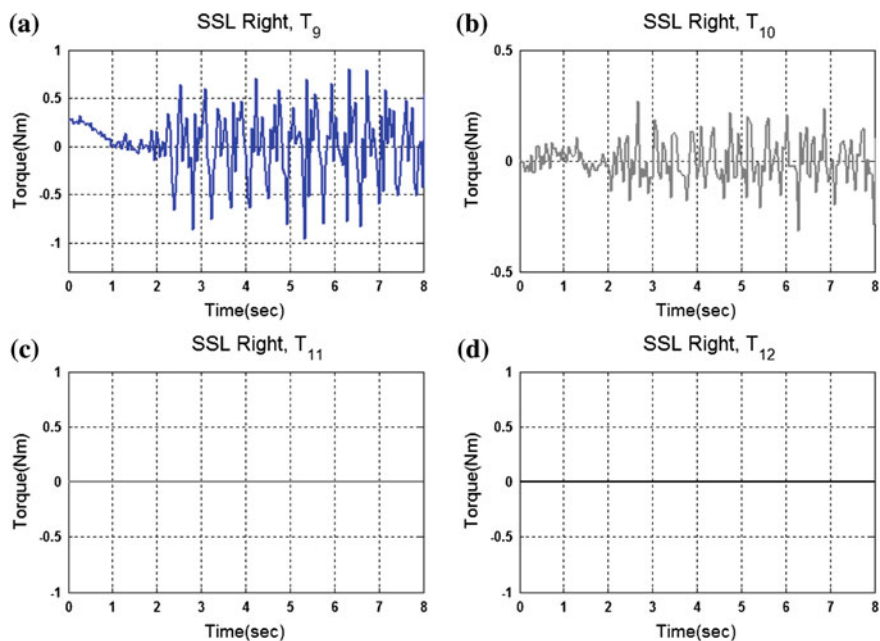 (a) SSL Right, T9
1
0.5
0
-0.5
-1
Torque(Nm)
0 1 2 3 4 5 6 7 8
Time(sec)
(b) SSL Right, T10
0.5
0
-0.5
Torque(Nm)
0 1 2 3 4 5 6 7 8
Time(sec)
(c) SSL Right, T11
1
0.5
0
-0.5
-1
Torque(Nm)
0 1 2 3 4 5 6 7 8
Time(sec)
(d) SSL Right, T12
1
0.5
0
-0.5
-1
Torque(Nm)
0 1 2 3 4 5 6 7 8
Time(sec)